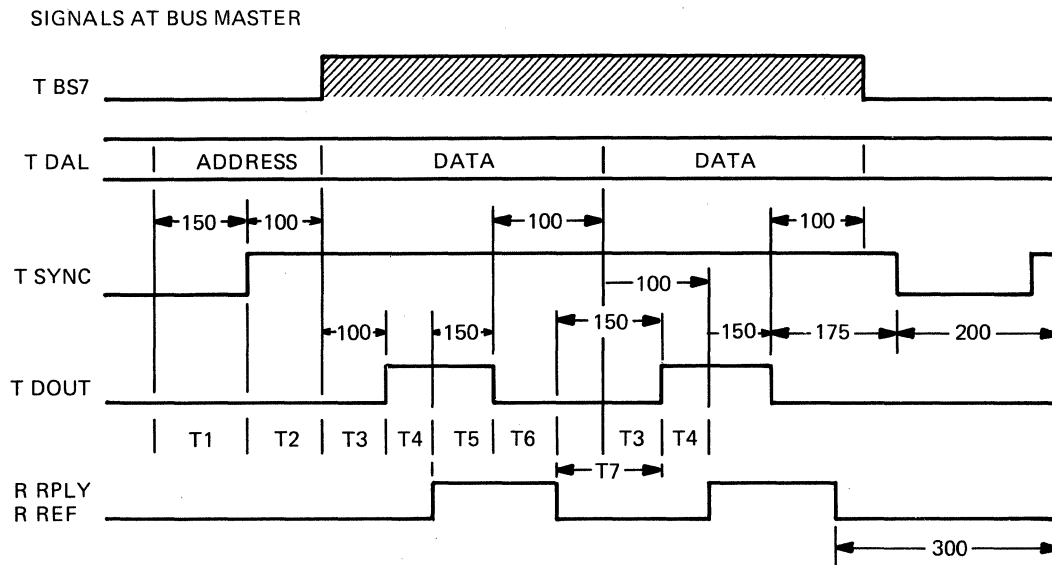 SIGNALS AT BUS MASTER
T BS7
T DAL ADDRESS DATA DATA
150 100 100 100
T SYNC
100
100 150 150 150 175 200
T DOUT
T1 T2 T3 T4 T5 T6 T3 T4
T7
R RPLY
R REF
300